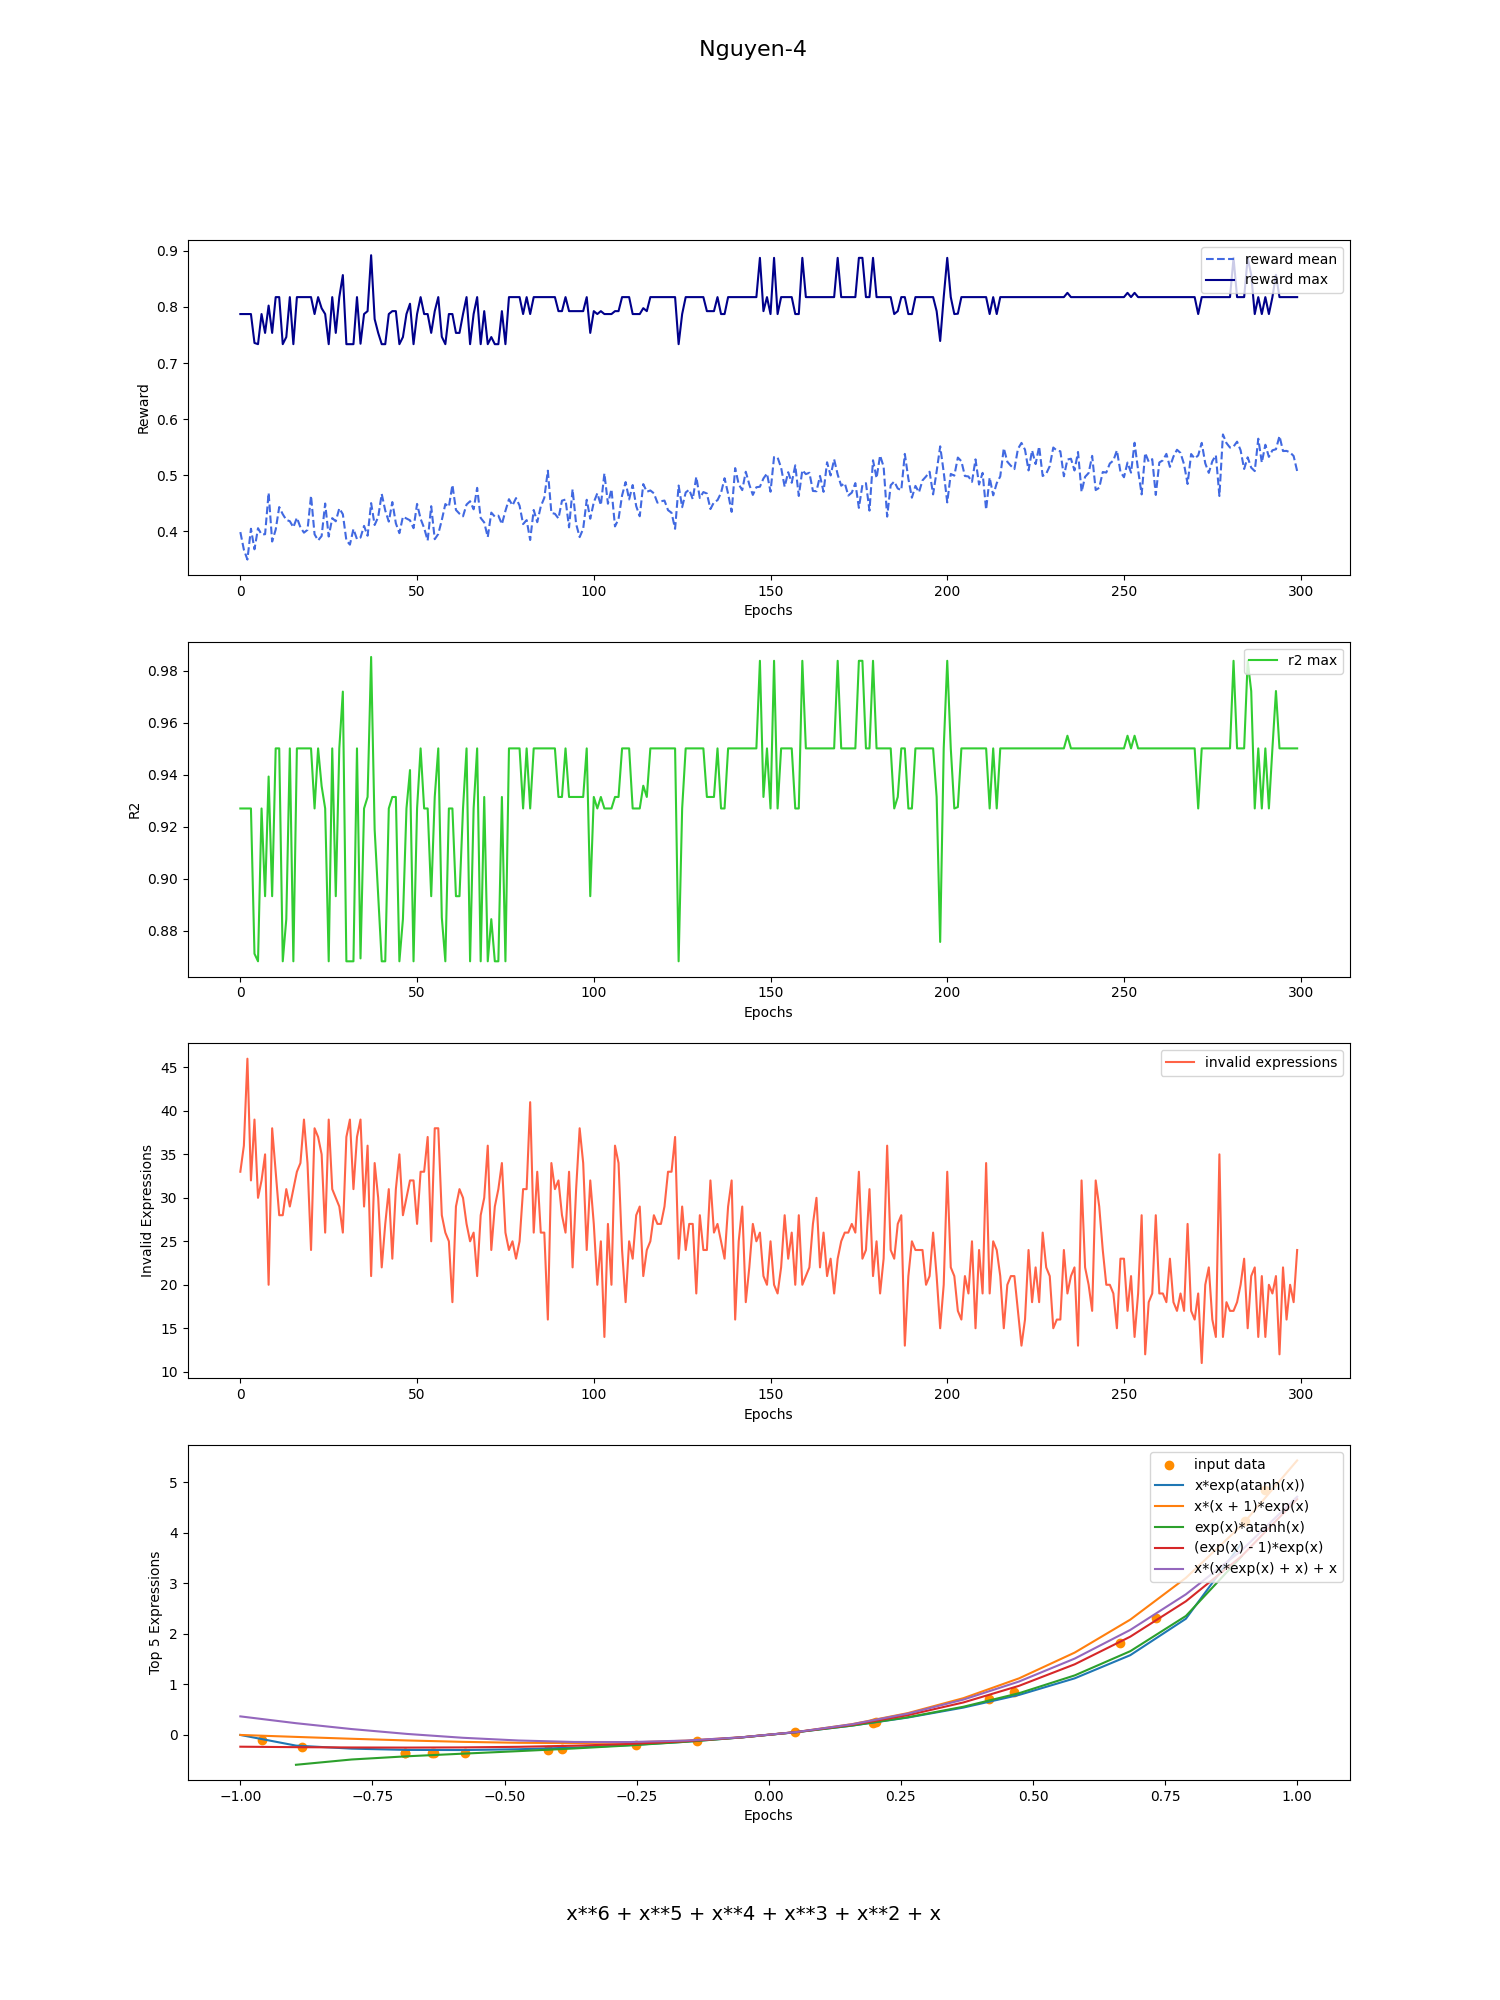 Nguyen-4
0.9
0.8
0.7
0.6
0.5
0.4
Reward
reward mean
reward max
0 50 100 150 200 250 300
Epochs
0.98
0.96
0.94
0.92
0.90
0.88
R2
r2 max
0 50 100 150 200 250 300
Epochs
45
40
35
30
25
20
15
10
Invalid Expressions
invalid expressions
0 50 100 150 200 250 300
Epochs
5
4
3
2
1
0
Top 5 Expressions
input data
x*exp(atanh(x))
x*(x + 1)*exp(x)
exp(x)*atanh(x)
(exp(x) - 1)*exp(x)
x*(x*exp(x) + x) + x
−1.00 −0.75 −0.50 −0.25 0.00 0.25 0.50 0.75 1.00
Epochs
x**6 + x**5 + x**4 + x**3 + x**2 + x